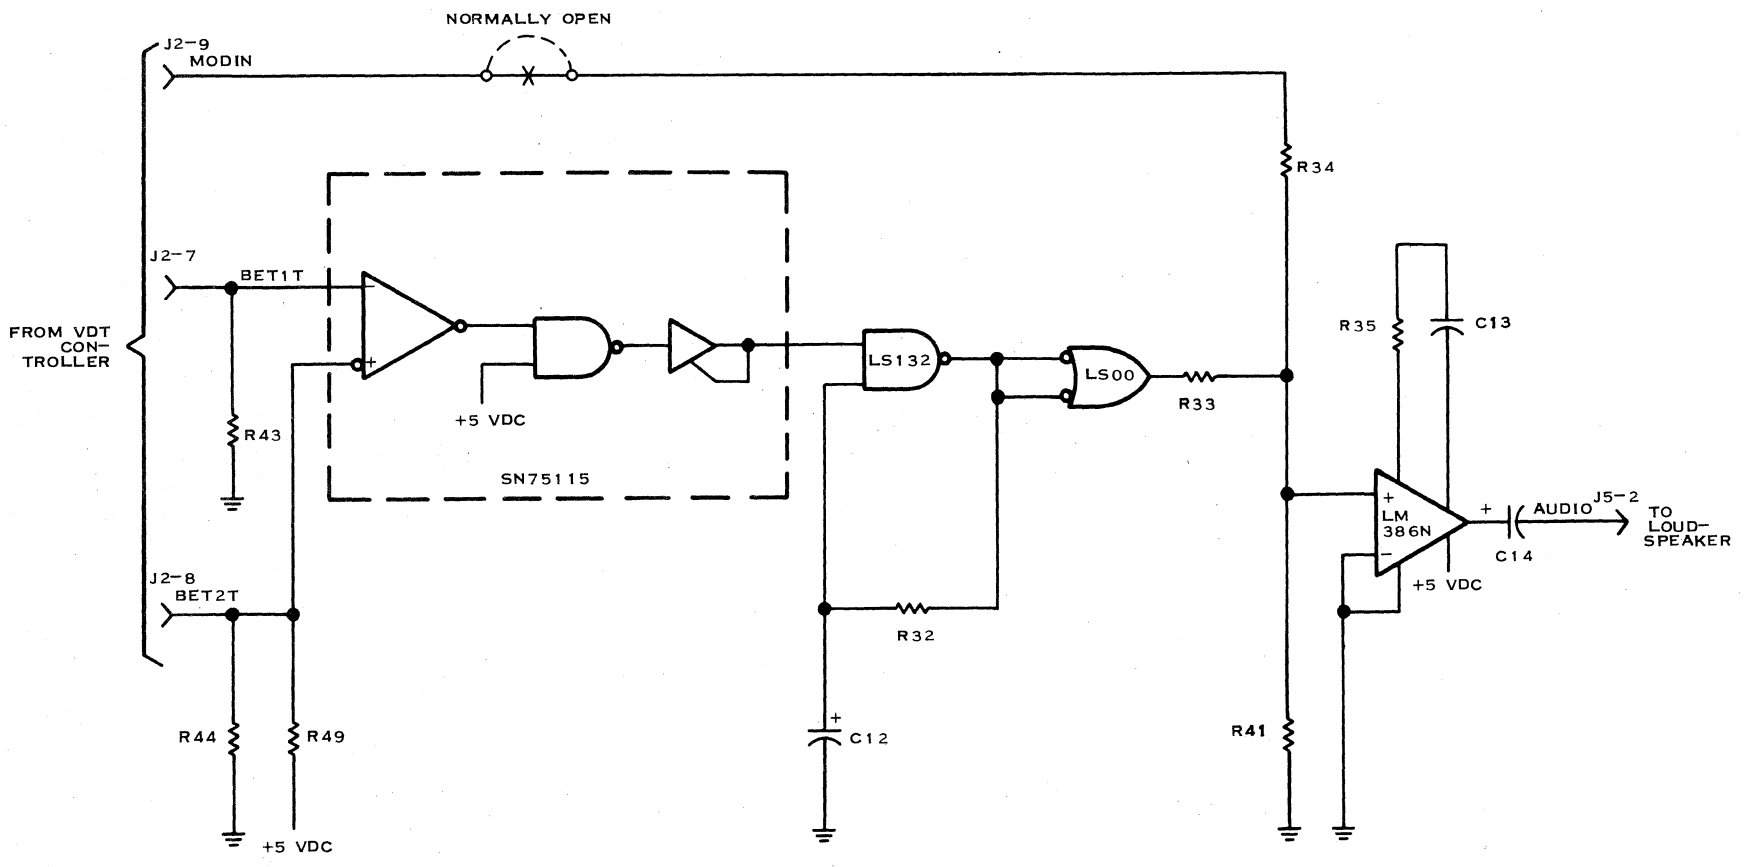 NORMALLY OPEN
J2-9
MODIN
R34
J2-7
BET1T
FROM VDT
CON-
TROLLER
R35
C13
LS132
LS00
R33
+5 VDC
R43
SN75115
+
-
+
LM
386N
-
+
AUDIO
J5-2
TO
LOUD-
SPEAKER
C14
+5 VDC
J2-8
BET2T
R32
R44
R49
+
C12
R41
+5 VDC